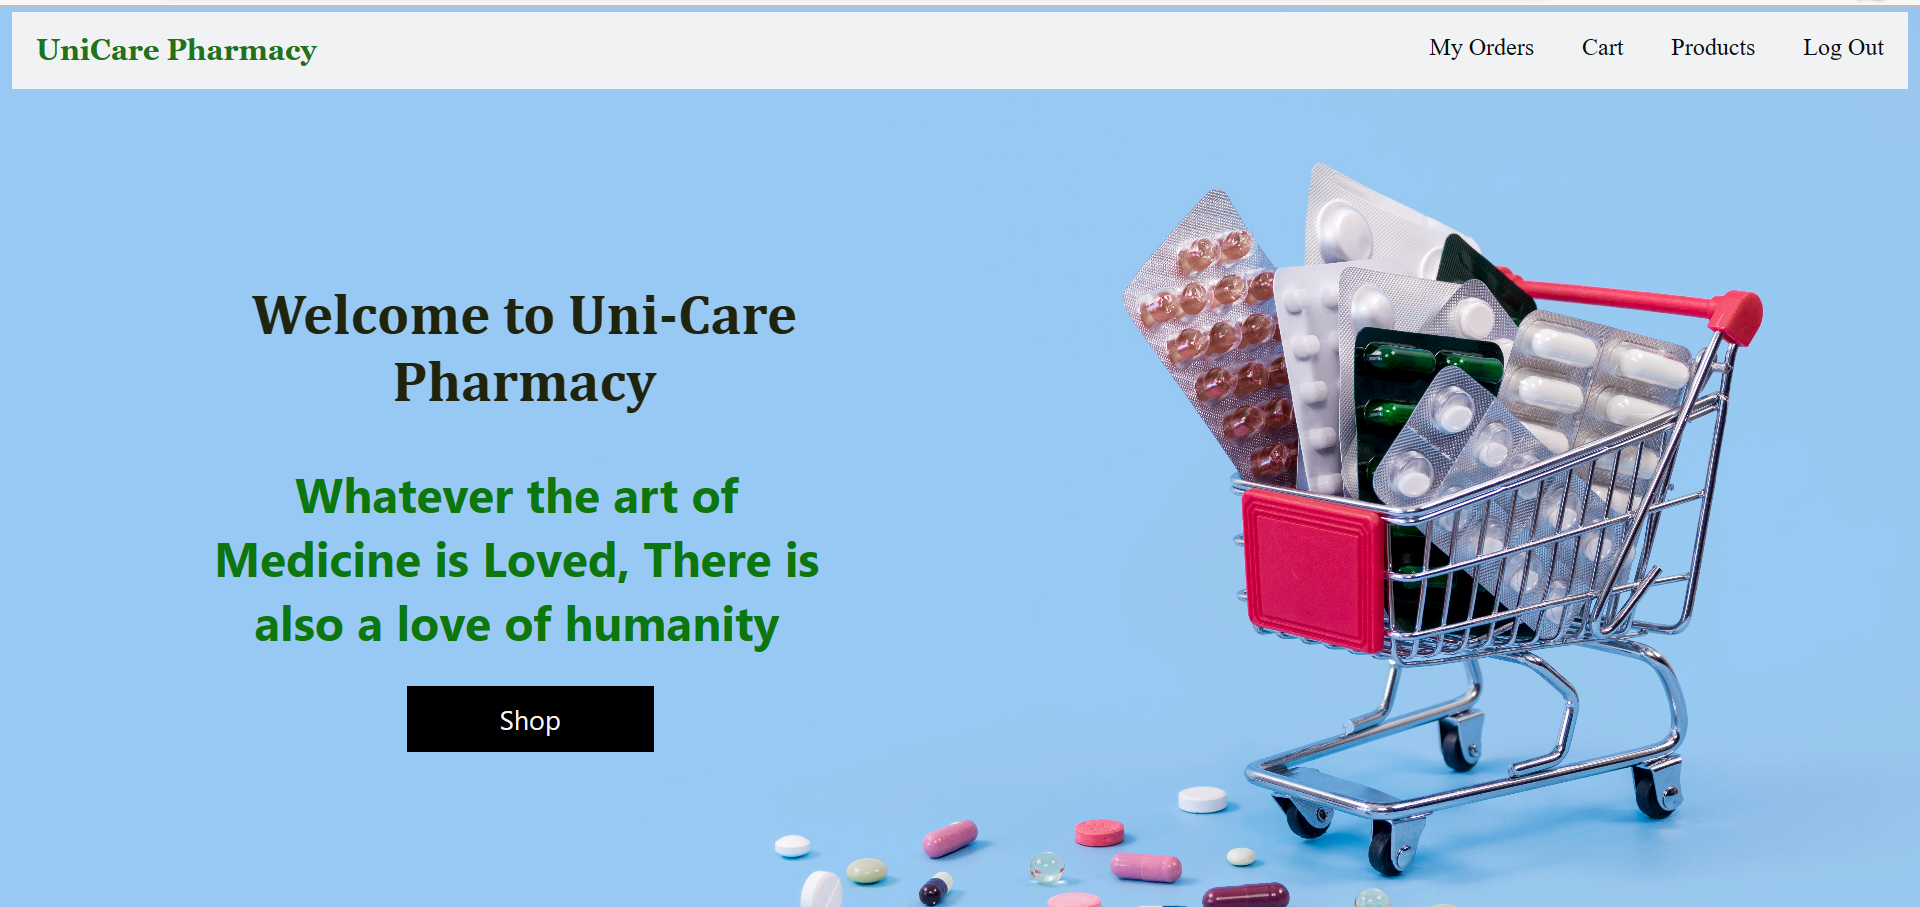 UniCare Pharmacy
My Orders Cart Products Log Out
Welcome to Uni-Care
Pharmacy
Whatever the art of
Medicine is Loved, There is
also a love of humanity
Shop